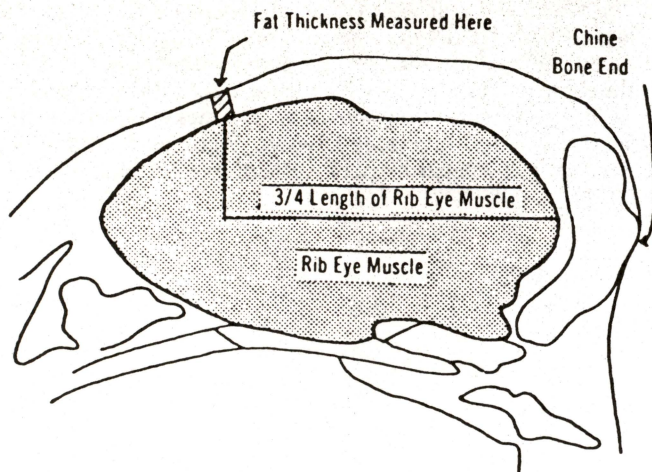 Fat Thickness Measured Here
Chine
Bone End
3/4 Length of Rib Eye Muscle
Rib Eye Muscle